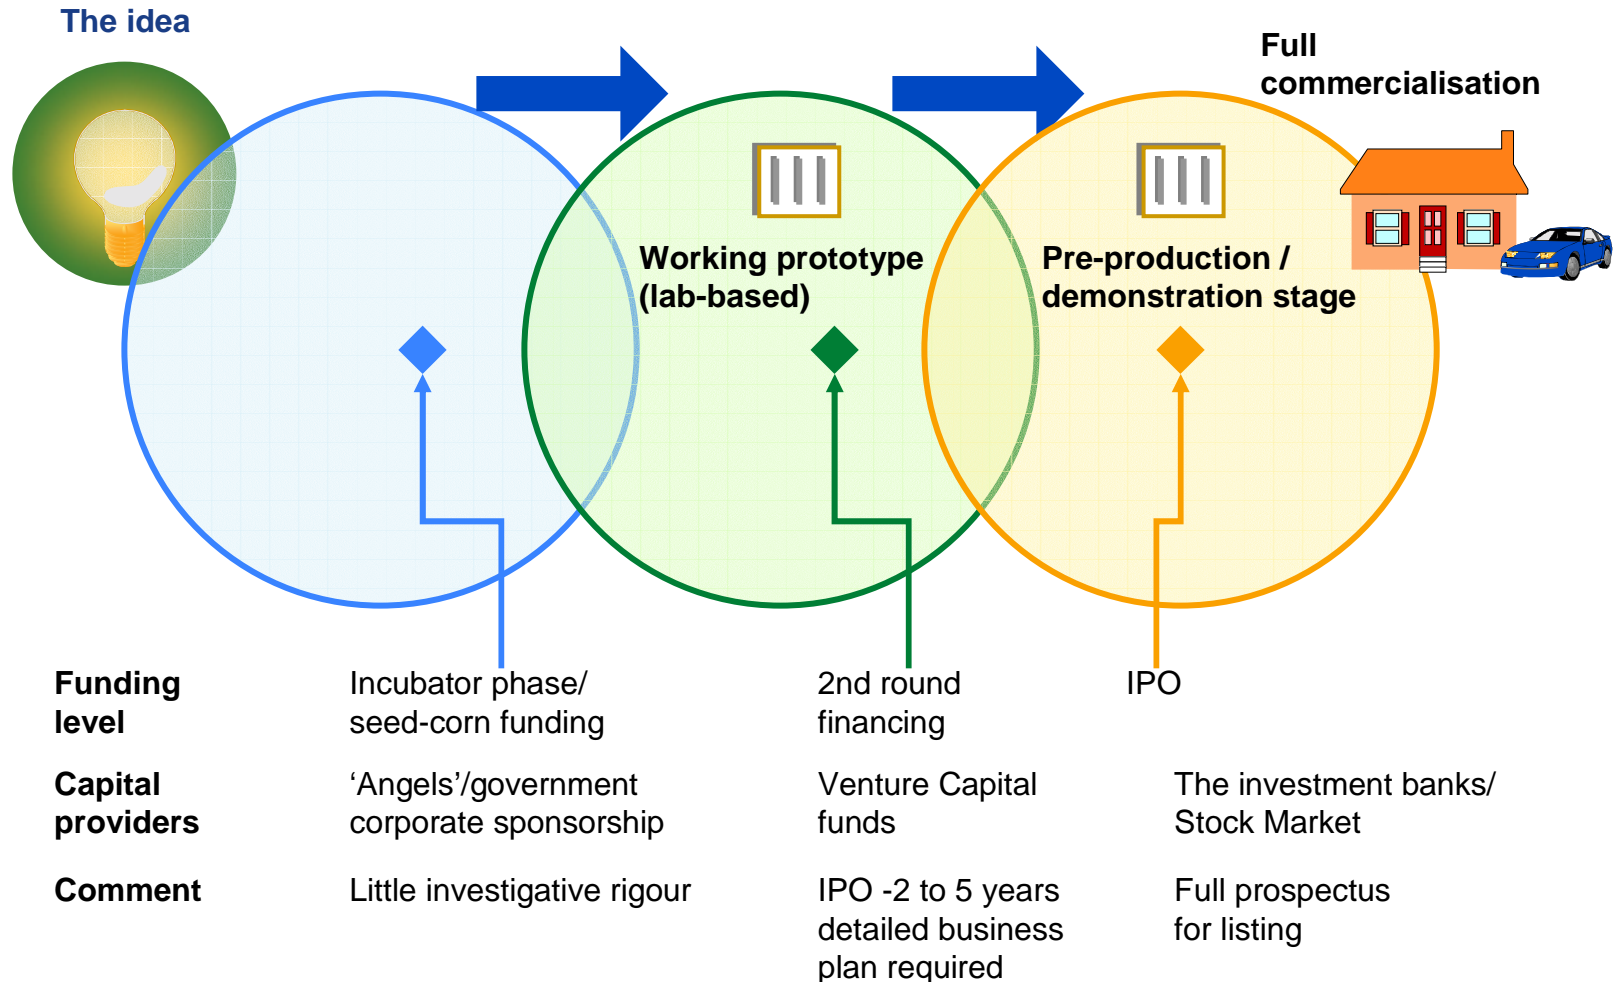 The idea
Full
commercialisation
Working prototype
(lab-based)
Pre-production /
demonstration stage
Funding
level
Incubator phase/
seed-corn funding
2nd round
financing
IPO
Capital
providers
‘Angels’/government
corporate sponsorship
Venture Capital
funds
The investment banks/
Stock Market
Comment
Little investigative rigour
IPO -2 to 5 years
detailed business
plan required
Full prospectus
for listing